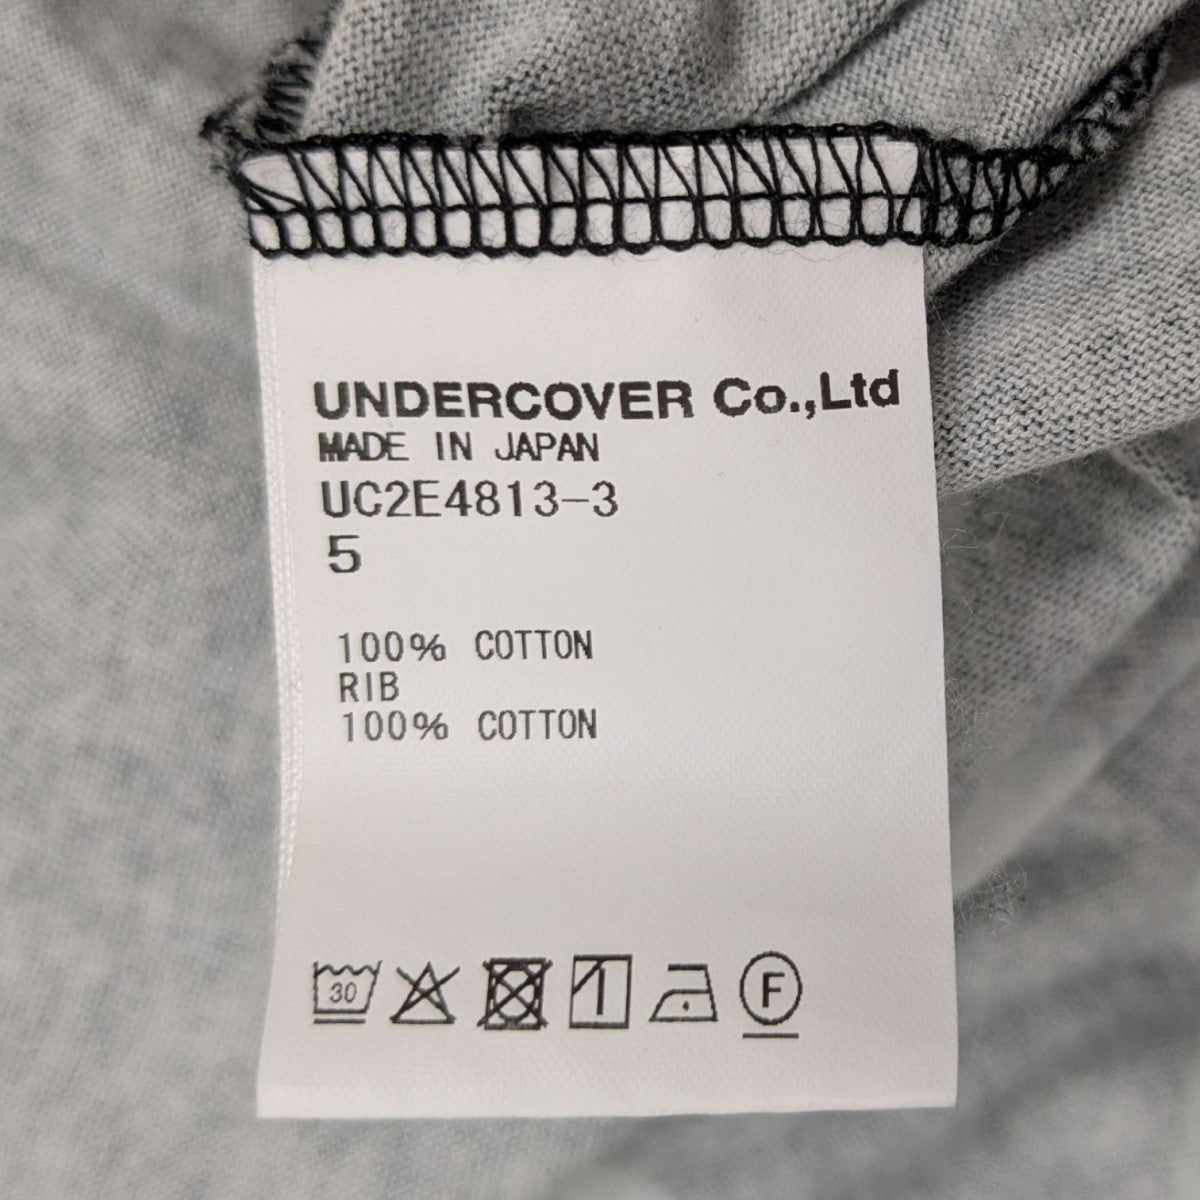 UNDERCOVER Co.,Ltd
MADE IN JAPAN
UC2E4813-3
5
100% COTTON
RIB
100% COTTON
30
F